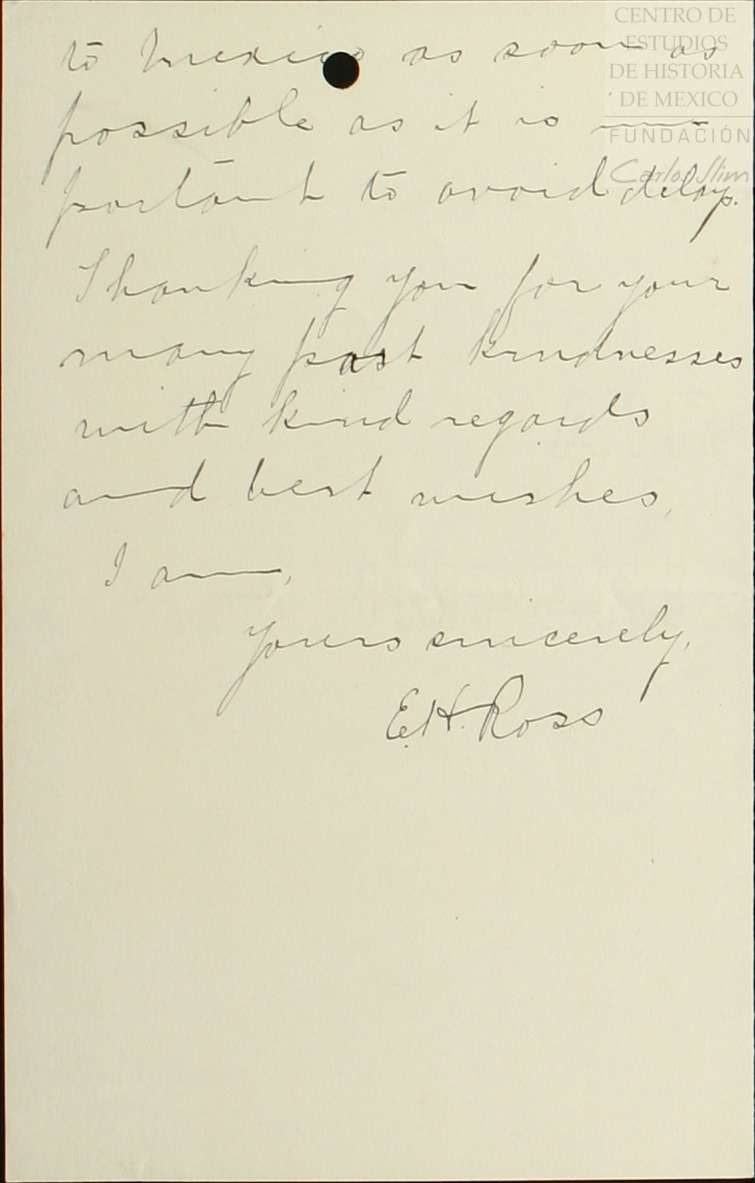 CENTRO DE
ESTUDIOS
DE HISTORIA
DE MEXICO
FUNDACIÓN
Carlos Slim
to Mexico as soon as
possible as it is im
portant to avoid delay.
Thanking you for your
many past kindnesses
with kind regards
and best wishes,
I am,
Yours sincerely,
E.H. Ross